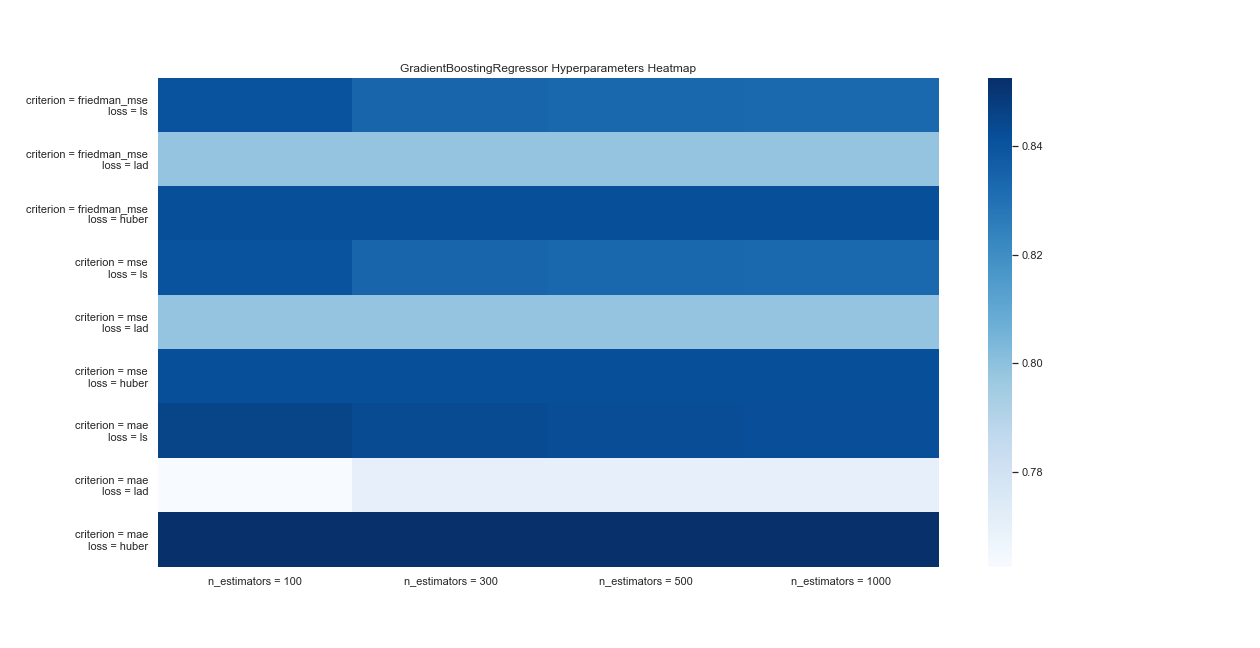 GradientBoostingRegressor Hyperparameters Heatmap
criterion = friedman_mse
loss = ls
criterion = friedman_mse
loss = lad
criterion = friedman_mse
loss = huber
criterion = mse
loss = ls
criterion = mse
loss = lad
criterion = mse
loss = huber
criterion = mae
loss = ls
criterion = mae
loss = lad
criterion = mae
loss = huber
n_estimators = 100
n_estimators = 300
n_estimators = 500
n_estimators = 1000
0.84
0.82
0.80
0.78